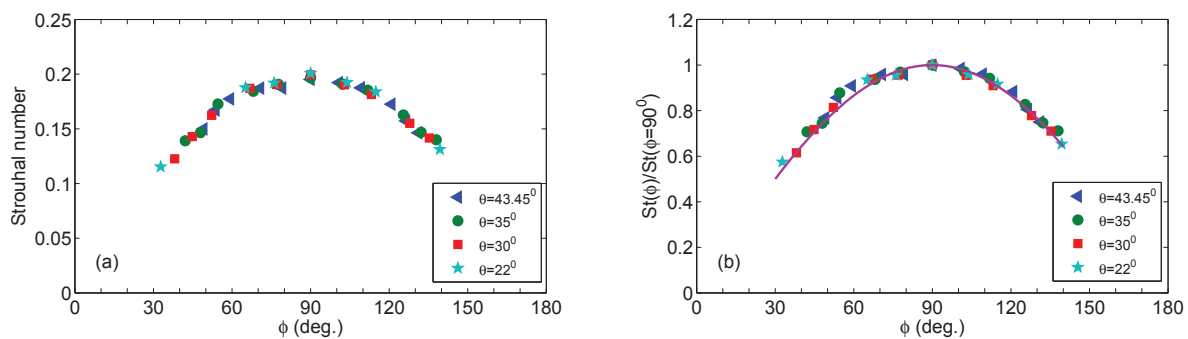 0.25
0.2
0.15
0.1
0.05
0
Strouhal number
(a)
θ=43.45⁰
θ=35⁰
θ=30⁰
θ=22⁰
0 30 60 90 120 150 180
ϕ (deg.)
1.2
1
0.8
0.6
0.4
0.2
0
St(ϕ)/St(ϕ=90⁰)
(b)
θ=43.45⁰
θ=35⁰
θ=30⁰
θ=22⁰
0 30 60 90 120 150 180
ϕ (deg.)